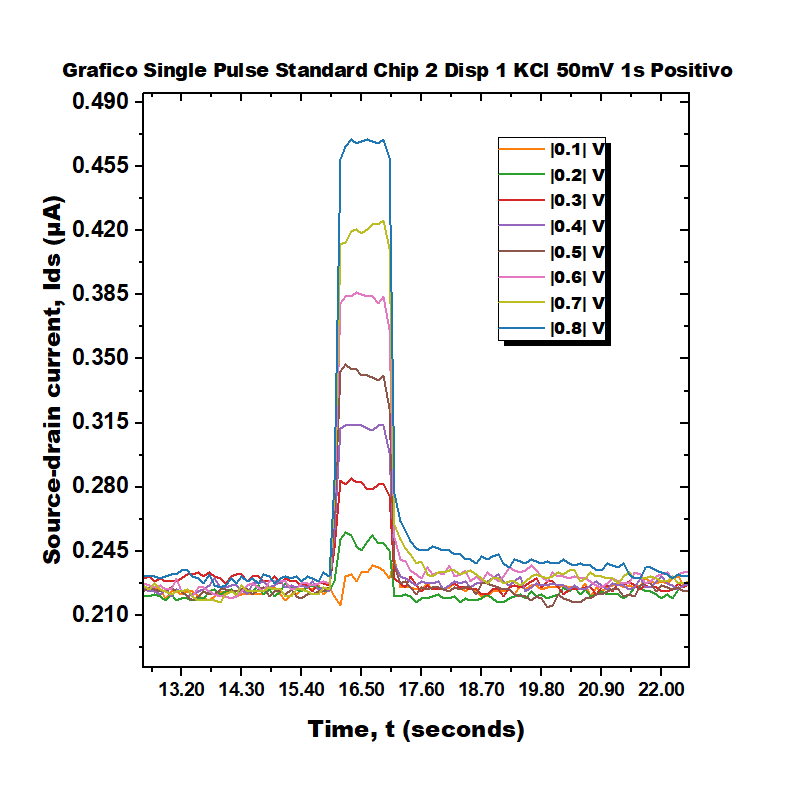 Grafico Single Pulse Standard Chip 2 Disp 1 KCl 50mV 1s Positivo
0.490
0.455
0.420
0.385
0.350
0.315
0.280
0.245
0.210
Source-drain current, Ids (µA)
|0.1| V
|0.2| V
|0.3| V
|0.4| V
|0.5| V
|0.6| V
|0.7| V
|0.8| V
13.20 14.30 15.40 16.50 17.60 18.70 19.80 20.90 22.00
Time, t (seconds)